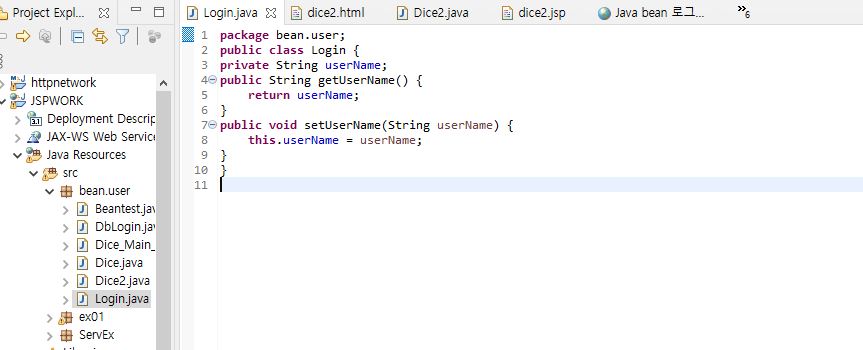 Project Explor...
Login.java
dice2.html
Dice2.java
dice2.jsp
Java bean 로그...
»6
httpnetwork
JSPWORK
Deployment Descrip
JAX-WS Web Service
Java Resources
src
bean.user
Beantest.jav
DbLogin.jav
Dice_Main_
Dice.java
Dice2.java
Login.java
ex01
ServEx
1 package bean.user;
2 public class Login {
3 private String userName;
4 public String getUserName() {
5 return userName;
6 }
7 public void setUserName(String userName) {
8 this.userName = userName;
9 }
10 }
11